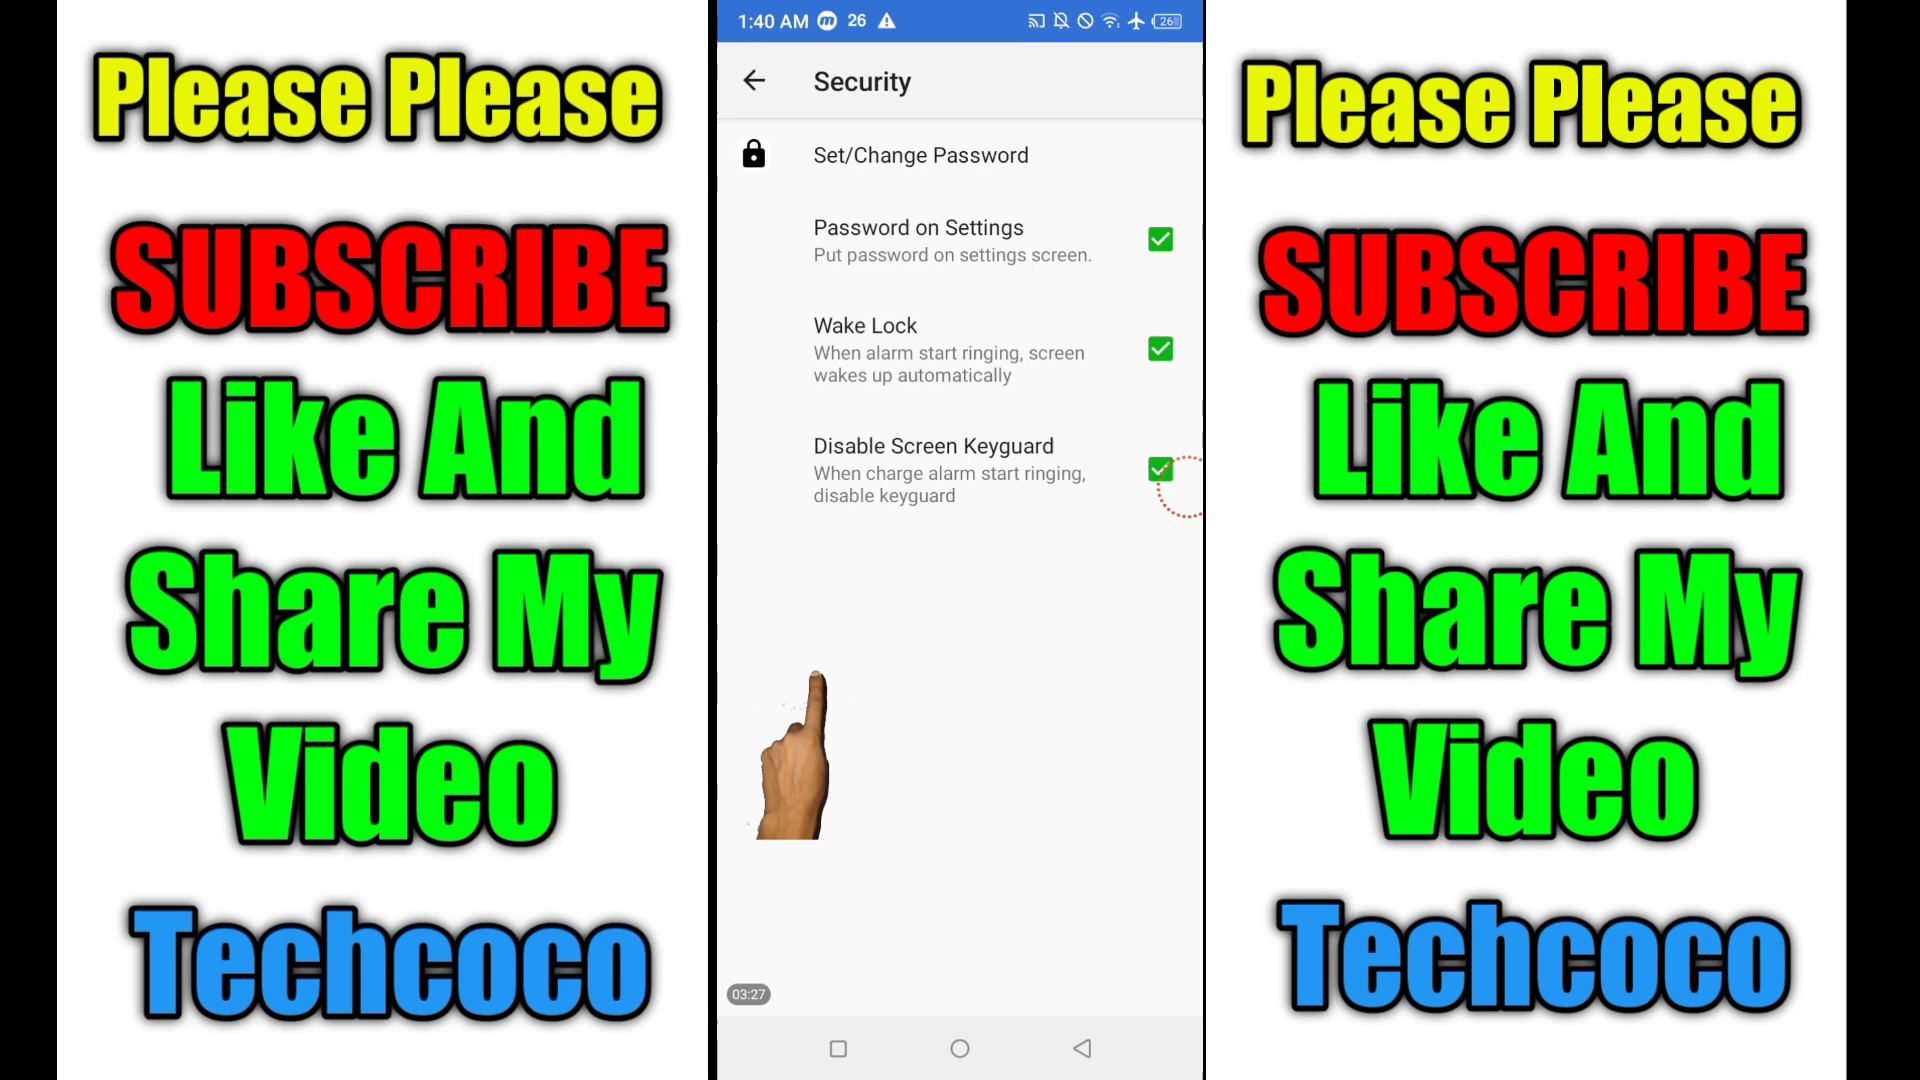 Please Please
SUBSCRIBE
Like And
Share My
Video
Techcoco
1:40 AM 26
26
Security
Set/Change Password
Password on Settings
Put password on settings screen.
Wake Lock
When alarm start ringing, screen
wakes up automatically
Disable Screen Keyguard
When charge alarm start ringing,
disable keyguard
03:27
Please Please
SUBSCRIBE
Like And
Share My
Video
Techcoco